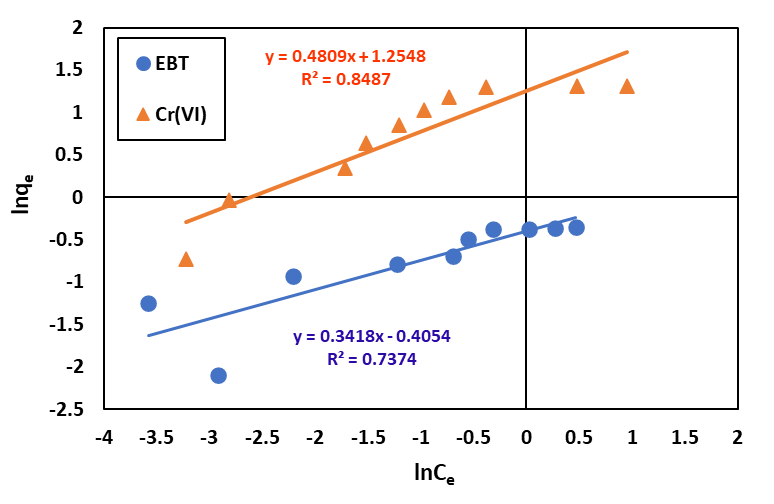 2
1.5
1
0.5
0
-0.5
-1
-1.5
-2
-2.5
lnqₑ
EBT
Cr(VI)
y = 0.4809x + 1.2548
R² = 0.8487
y = 0.3418x - 0.4054
R² = 0.7374
-4 -3.5 -3 -2.5 -2 -1.5 -1 -0.5 0 0.5 1 1.5 2
lnCₑ